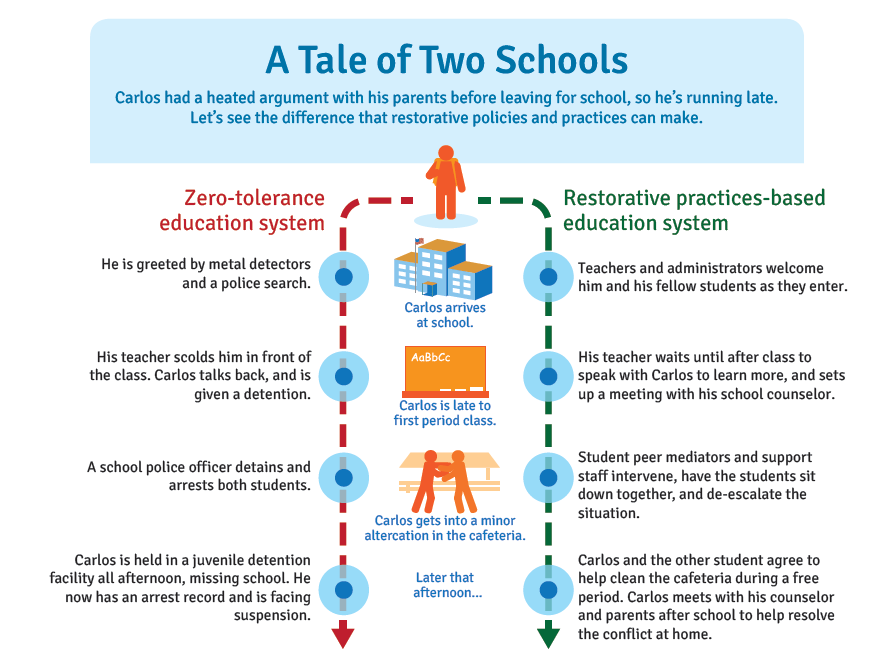 A Tale of Two Schools
Carlos had a heated argument with his parents before leaving for school, so he's running late.
Let's see the difference that restorative policies and practices can make.
Zero-tolerance
education system
Restorative practices-based
education system
He is greeted by metal detectors
and a police search.
Carlos arrives
at school.
Teachers and administrators welcome
him and his fellow students as they enter.
His teacher scolds him in front of
the class. Carlos talks back, and is
given a detention.
AaBbCc
Carlos is late to
first period class.
His teacher waits until after class to
speak with Carlos to learn more, and sets
up a meeting with his school counselor.
A school police officer detains and
arrests both students.
Carlos gets into a minor
altercation in the cafeteria.
Student peer mediators and support
staff intervene, have the students sit
down together, and de-escalate the
situation.
Carlos is held in a juvenile detention
facility all afternoon, missing school. He
now has an arrest record and is facing
suspension.
Later that
afternoon...
Carlos and the other student agree to
help clean the cafeteria during a free
period. Carlos meets with his counselor
and parents after school to help resolve
the conflict at home.